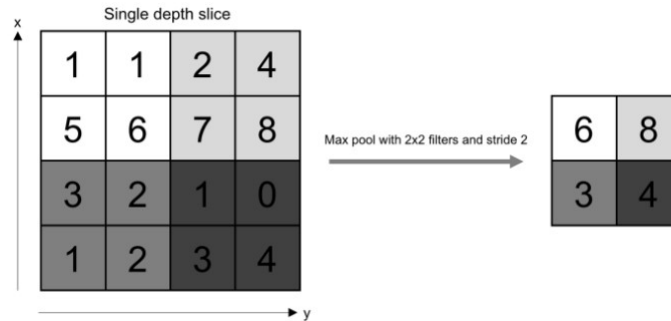 Single depth slice
x
1 1 2 4
5 6 7 8
3 2 1 0
1 2 3 4
y
Max pool with 2x2 filters and stride 2
6 8
3 4